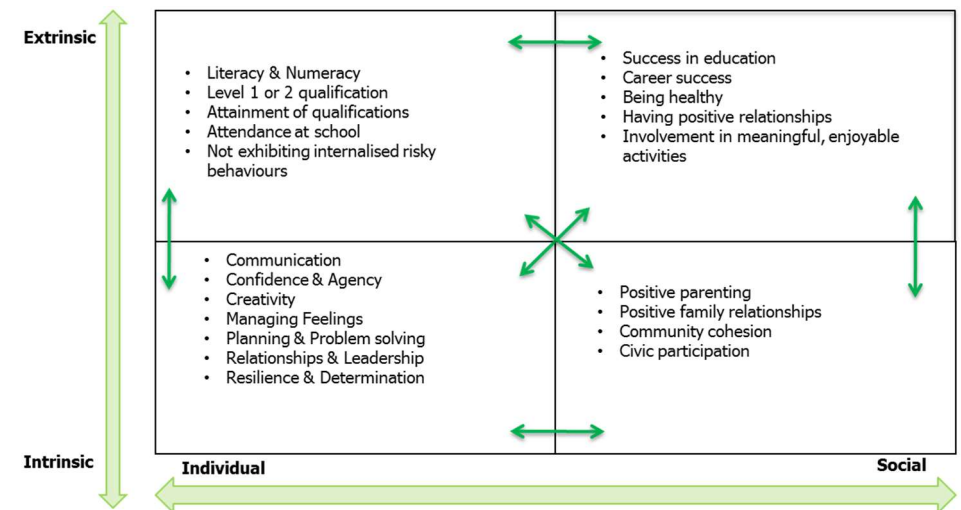 Extrinsic
• Literacy & Numeracy
• Level 1 or 2 qualification
• Attainment of qualifications
• Attendance at school
• Not exhibiting internalised risky
behaviours
• Success in education
• Career success
• Being healthy
• Having positive relationships
• Involvement in meaningful, enjoyable
activities
• Communication
• Confidence & Agency
• Creativity
• Managing Feelings
• Planning & Problem solving
• Relationships & Leadership
• Resilience & Determination
• Positive parenting
• Positive family relationships
• Community cohesion
• Civic participation
Intrinsic
Individual
Social